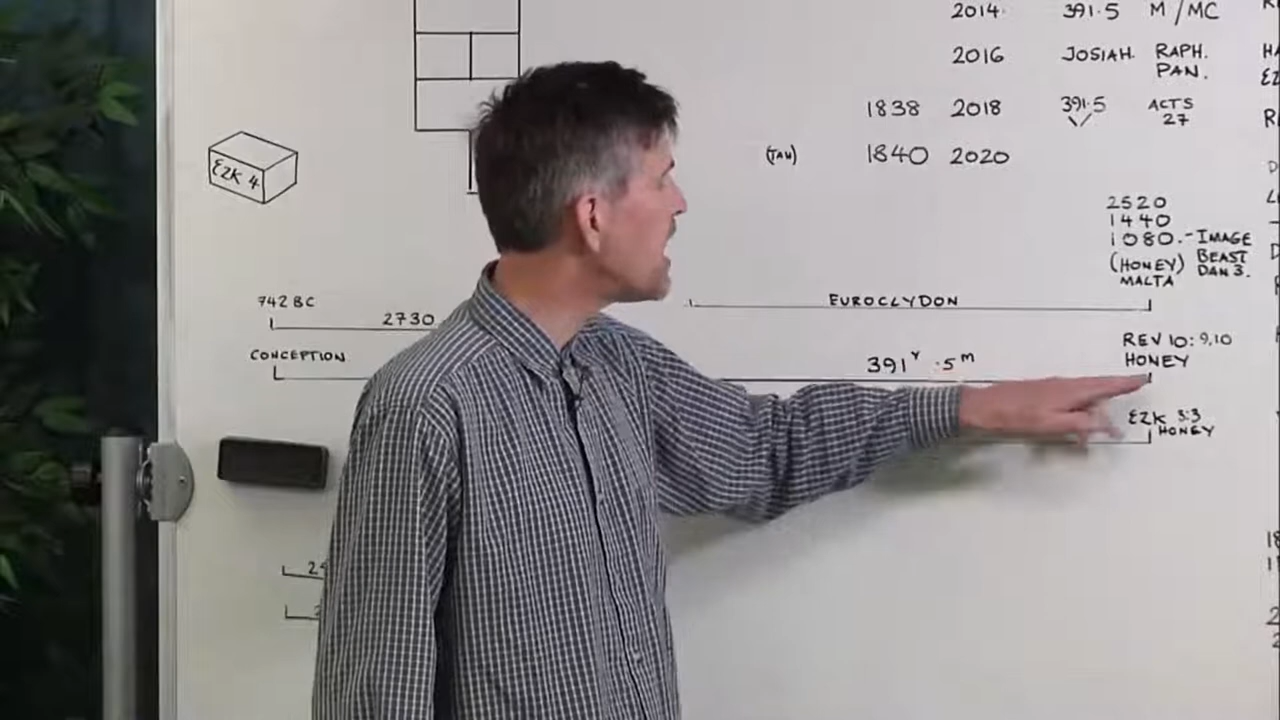 2014 391.5 M/MC
2016 JOSIAH. RAPH.
PAN.
1838 2018 391.5 ACTS
27
(TAW) 1840 2020
EZK 4
2520
1440
1080.-IMAGE
(HONEY) BEAST
MALTA DAN 3.
742 BC EUROCLYDON
2730
REV 10:9,10
CONCEPTION 391Y .5M HONEY
EZK 3:3
HONEY